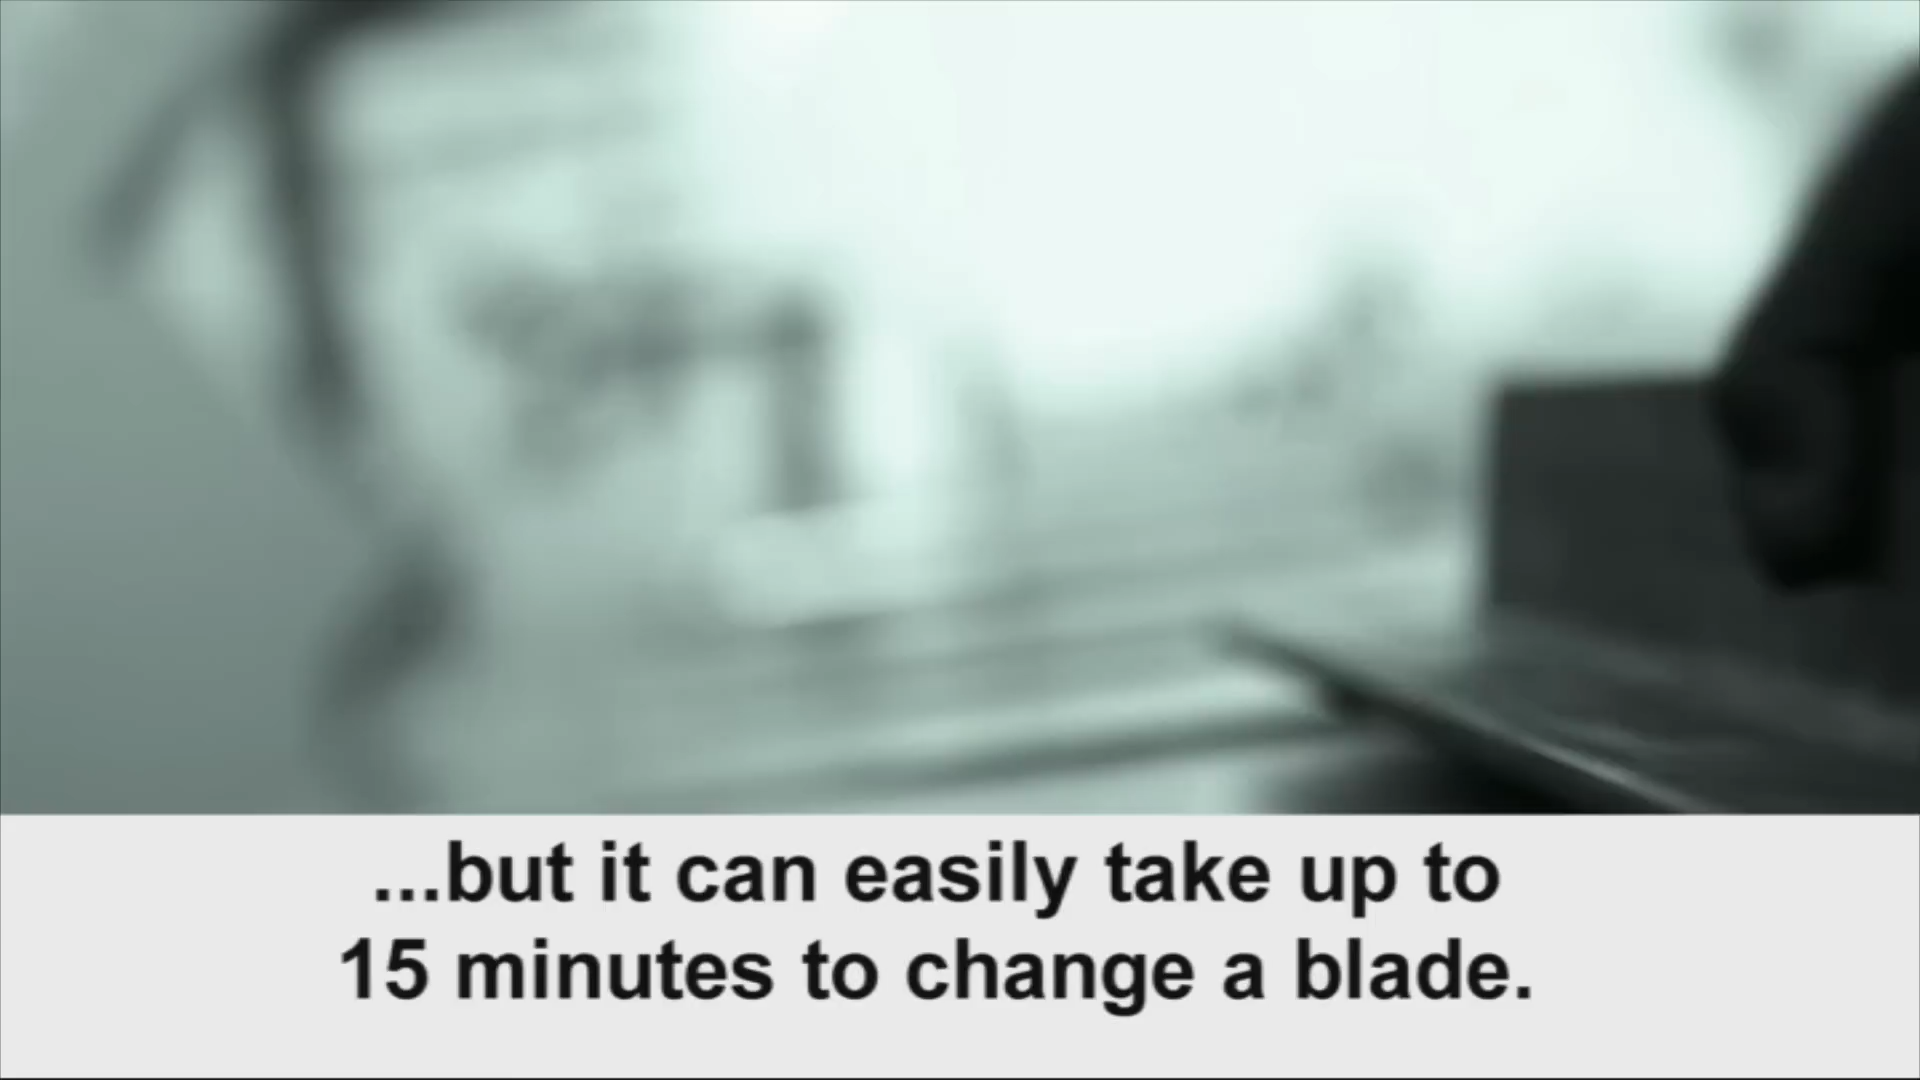 ...but it can easily take up to
15 minutes to change a blade.